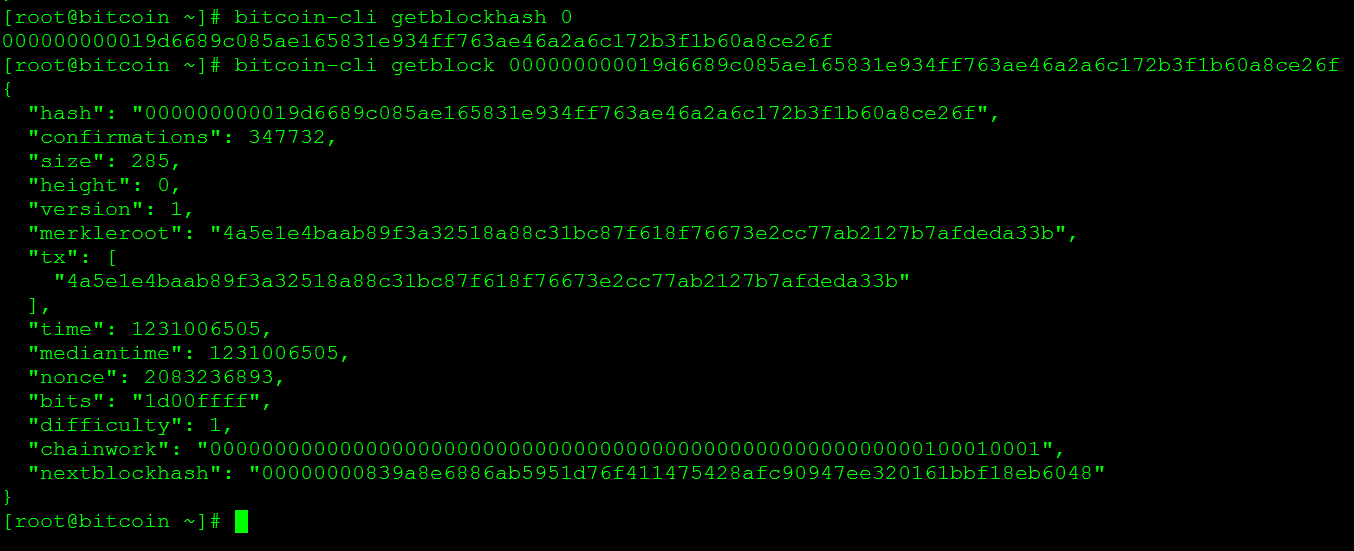 [root@bitcoin ~]# bitcoin-cli getblockhash 0
000000000019d6689c085ae165831e934ff763ae46a2a6c172b3f1b60a8ce26f
[root@bitcoin ~]# bitcoin-cli getblock 000000000019d6689c085ae165831e934ff763ae46a2a6c172b3f1b60a8ce26f
{
  "hash": "000000000019d6689c085ae165831e934ff763ae46a2a6c172b3f1b60a8ce26f",
  "confirmations": 347732,
  "size": 285,
  "height": 0,
  "version": 1,
  "merkleroot": "4a5e1e4baab89f3a32518a88c31bc87f618f76673e2cc77ab2127b7afdeda33b",
  "tx": [
    "4a5e1e4baab89f3a32518a88c31bc87f618f76673e2cc77ab2127b7afdeda33b"
  ],
  "time": 1231006505,
  "mediantime": 1231006505,
  "nonce": 2083236893,
  "bits": "1d00ffff",
  "difficulty": 1,
  "chainwork": "0000000000000000000000000000000000000000000000000000000100010001",
  "nextblockhash": "00000000839a8e6886ab5951d76f411475428afc90947ee320161bbf18eb6048"
}
[root@bitcoin ~]#